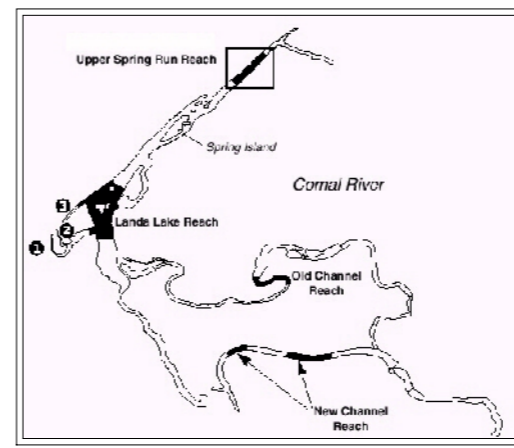 Upper Spring Run Reach
Spring Island
Comal River
3
2
Landa Lake Reach
1
Old Channel
Reach
New Channel
Reach